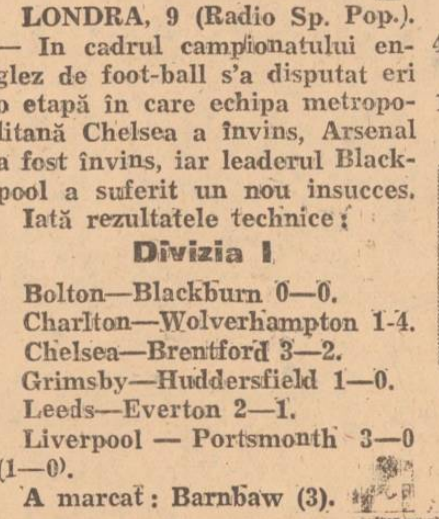 LONDRA, 9 (Radio Sp. Pop.).
— In cadrul campionatului en-
glez de foot-ball s'a disputat eri
o etapă în care echipa metropo-
litană Chelsea a învins, Arsenal
a fost învins, iar leaderul Black-
pool a suferit un nou insucces.
Iată rezultatele technice:
Divizia I
Bolton—Blackburn 0—0.
Charlton—Wolverhampton 1-4.
Chelsea—Brentford 3—2.
Grimsby—Huddersfield 1—0.
Leeds—Everton 2—1.
Liverpool — Portsmonth 3—0
(1—0).
A marcat: Barnbaw (3).